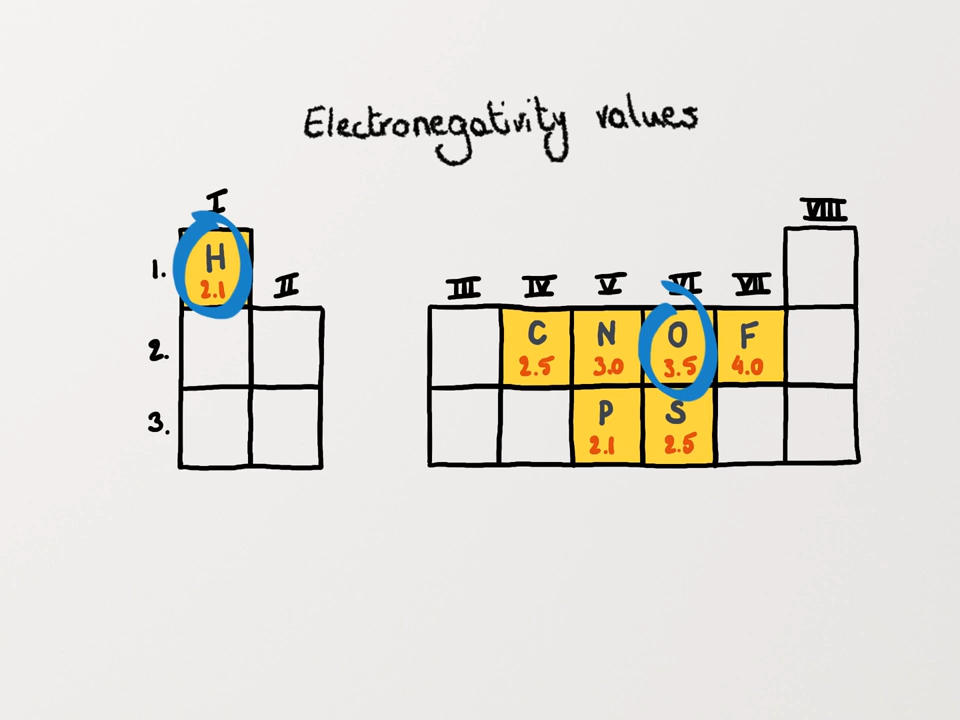 Electronegativity values
I
VIII
1.
H
2.1
II
III
IV
V
VI
VII
2.
C
N
O
F
2.5
3.0
3.5
4.0
3.
P
S
2.1
2.5